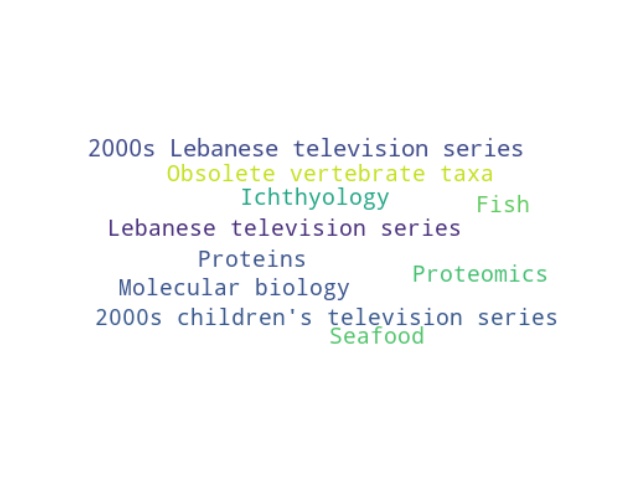 2000s Lebanese television series
Obsolete vertebrate taxa
Ichthyology
Fish
Lebanese television series
Proteins
Proteomics
Molecular biology
2000s children's television series
Seafood